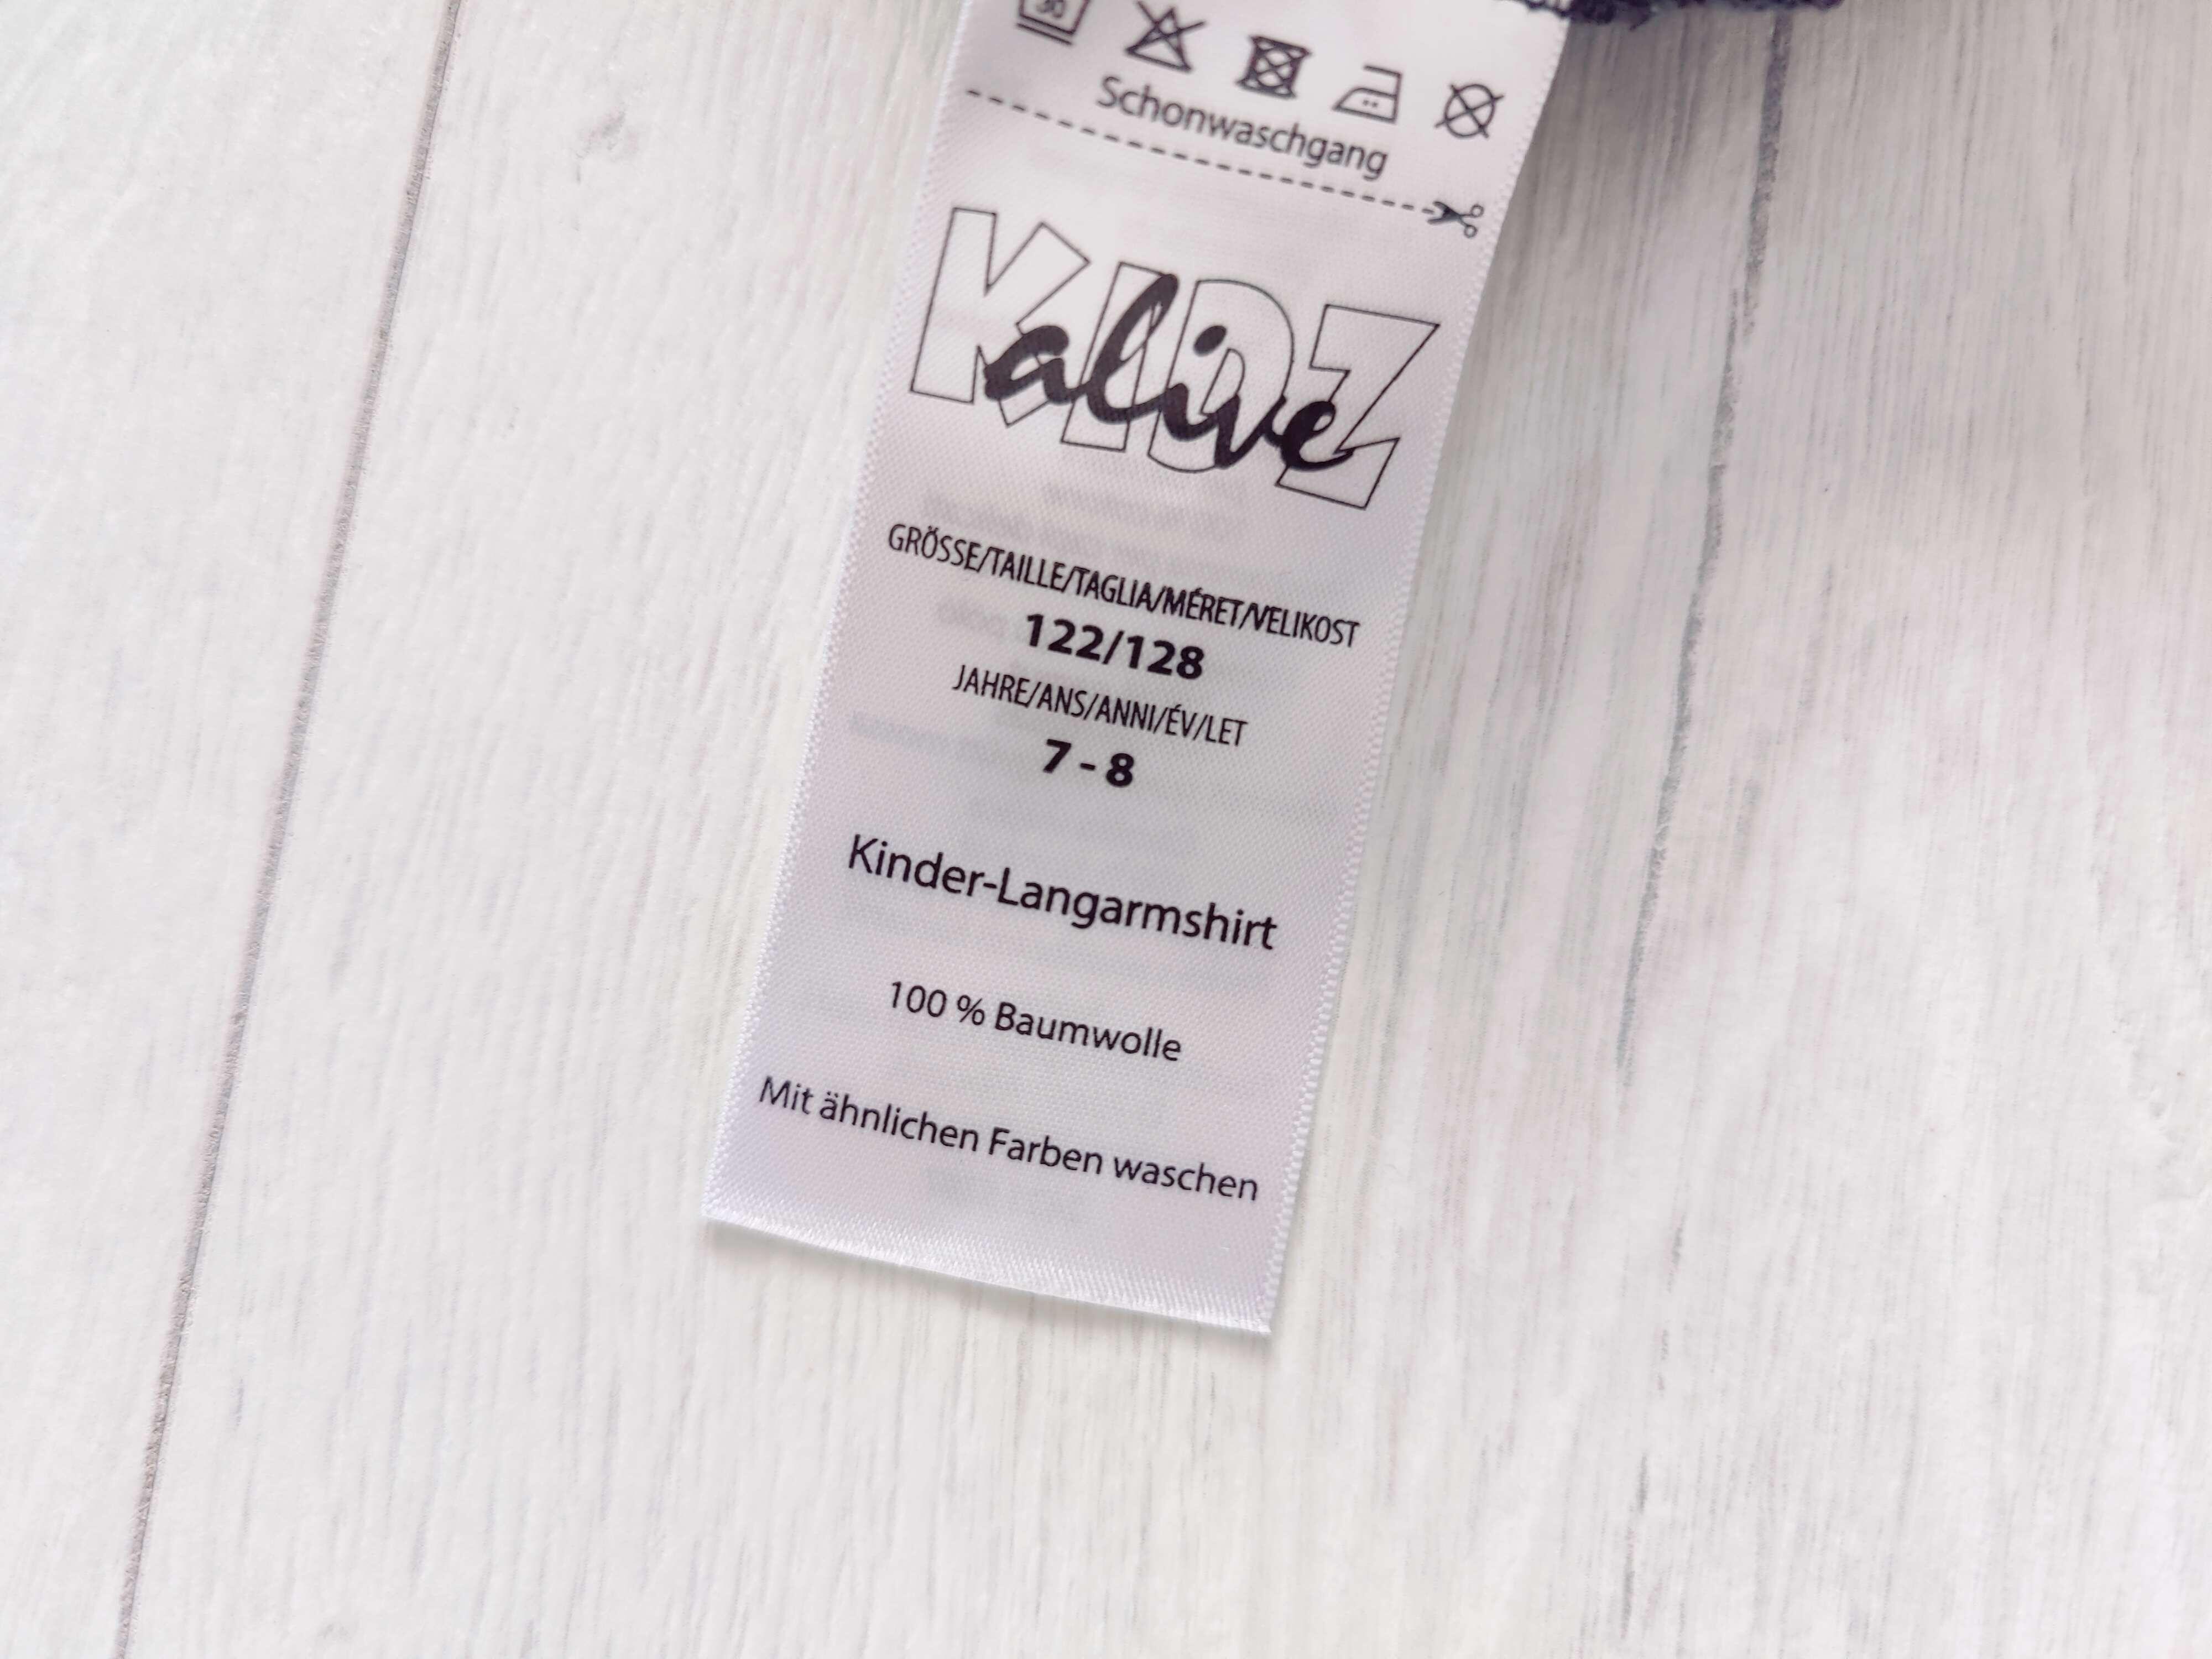 30
Schonwaschgang
KIDZ
alive
GRÖSSE/TAILLE/TAGLIA/MÉRET/VELIKOST
122/128
JAHRE/ANS/ANNI/ÉV/LET
7 - 8
Kinder-Langarmshirt
100 % Baumwolle
Mit ähnlichen Farben waschen